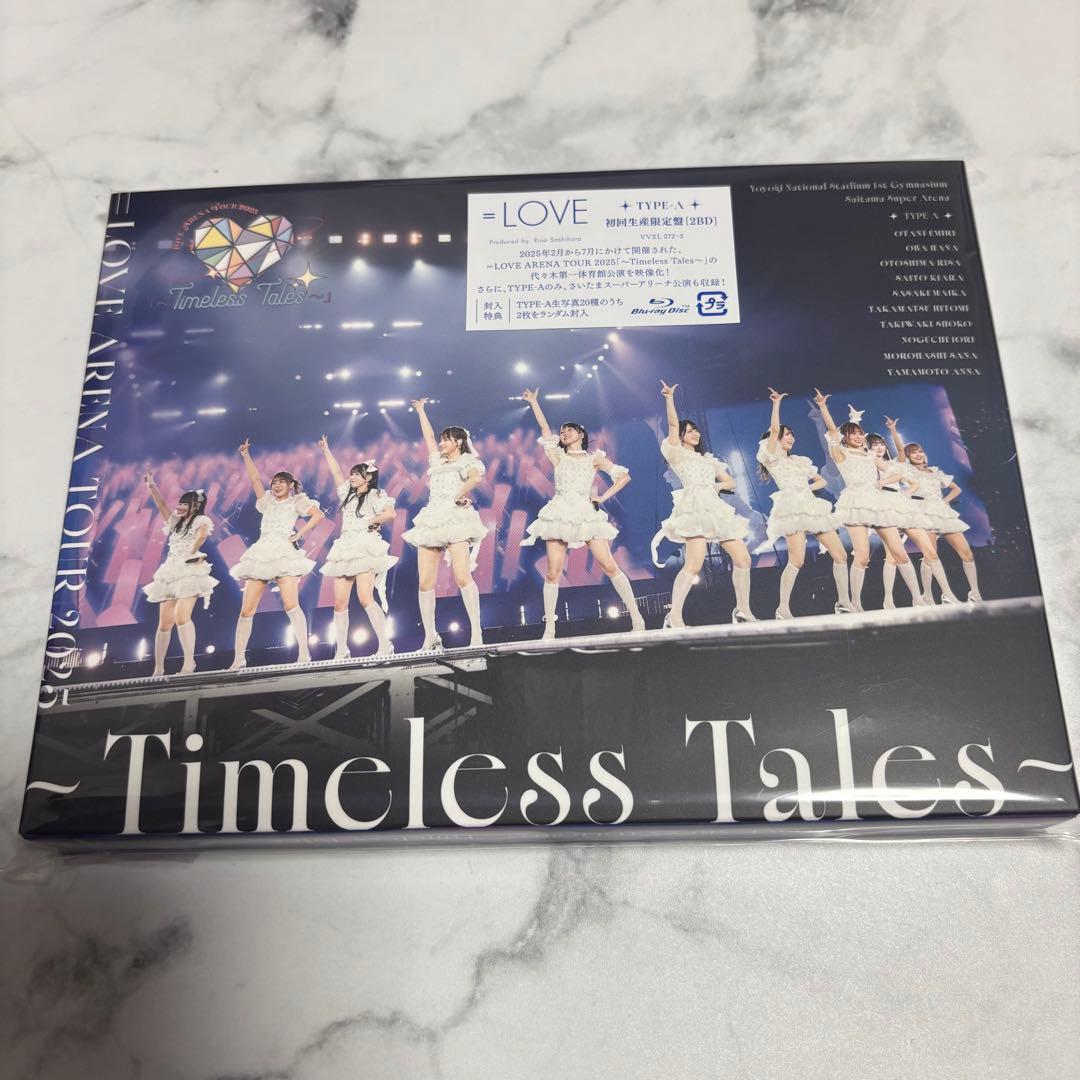 =LOVE ARENA TOUR 2025
LOVE ARENA TOUR 2025
「~Timeless Tales~」
=LOVE
Produced by Rino Sashihara
TYPE-A
初回生産限定盤[2BD]
VVXL 272-3
2025年2月から7月にかけて開催された、
=LOVE ARENA TOUR 2025「~Timeless Tales~」の
代々木第一体育館公演を映像化!
さらに、TYPE-Aのみ、さいたまスーパーアリーナ公演も収録!
封入
特典
TYPE-A生写真20種のうち
2枚をランダム封入
Blu-ray Disc™
プラ
Yoyogi National Stadium 1st Gymnasium
Saitama Super Arena
TYPE A
OTANI EMIRI
OBA HANA
OTOSHIMA RISA
SAITO KIARA
SASAKI MAIKA
TAKAMATSU HITOMI
TAKIWAKI SHOKO
NOGUCHI IORI
MOROHASHI SANA
YAMAMOTO ANNA
~Timeless Tales~